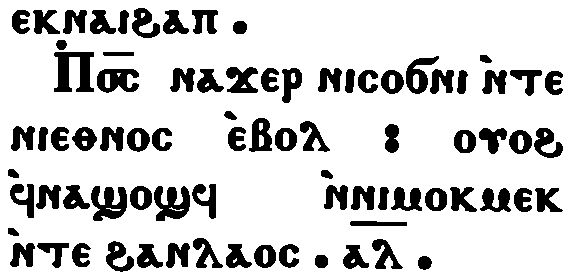 ⲉⲕⲛⲁⲓϩⲁⲡ .
Ⲡ̇ϭ̅ⲥ̅ ⲛⲁϫⲉⲣ ⲛⲓⲥⲟϭⲛⲓ ⲛ̀ⲧⲉ
ⲛⲓⲉⲑⲛⲟⲥ ⲉ̀ⲃⲟⲗ : ⲟⲩⲟϩ
ϥ̀ⲛⲁϣⲟϣϥ ⲛ̀ⲛⲓⲙⲟⲕⲙⲉⲕ
ⲛ̀ⲧⲉ ϩⲁⲛⲗⲁⲟⲥ . ⲁ̅ⲗ̅ .